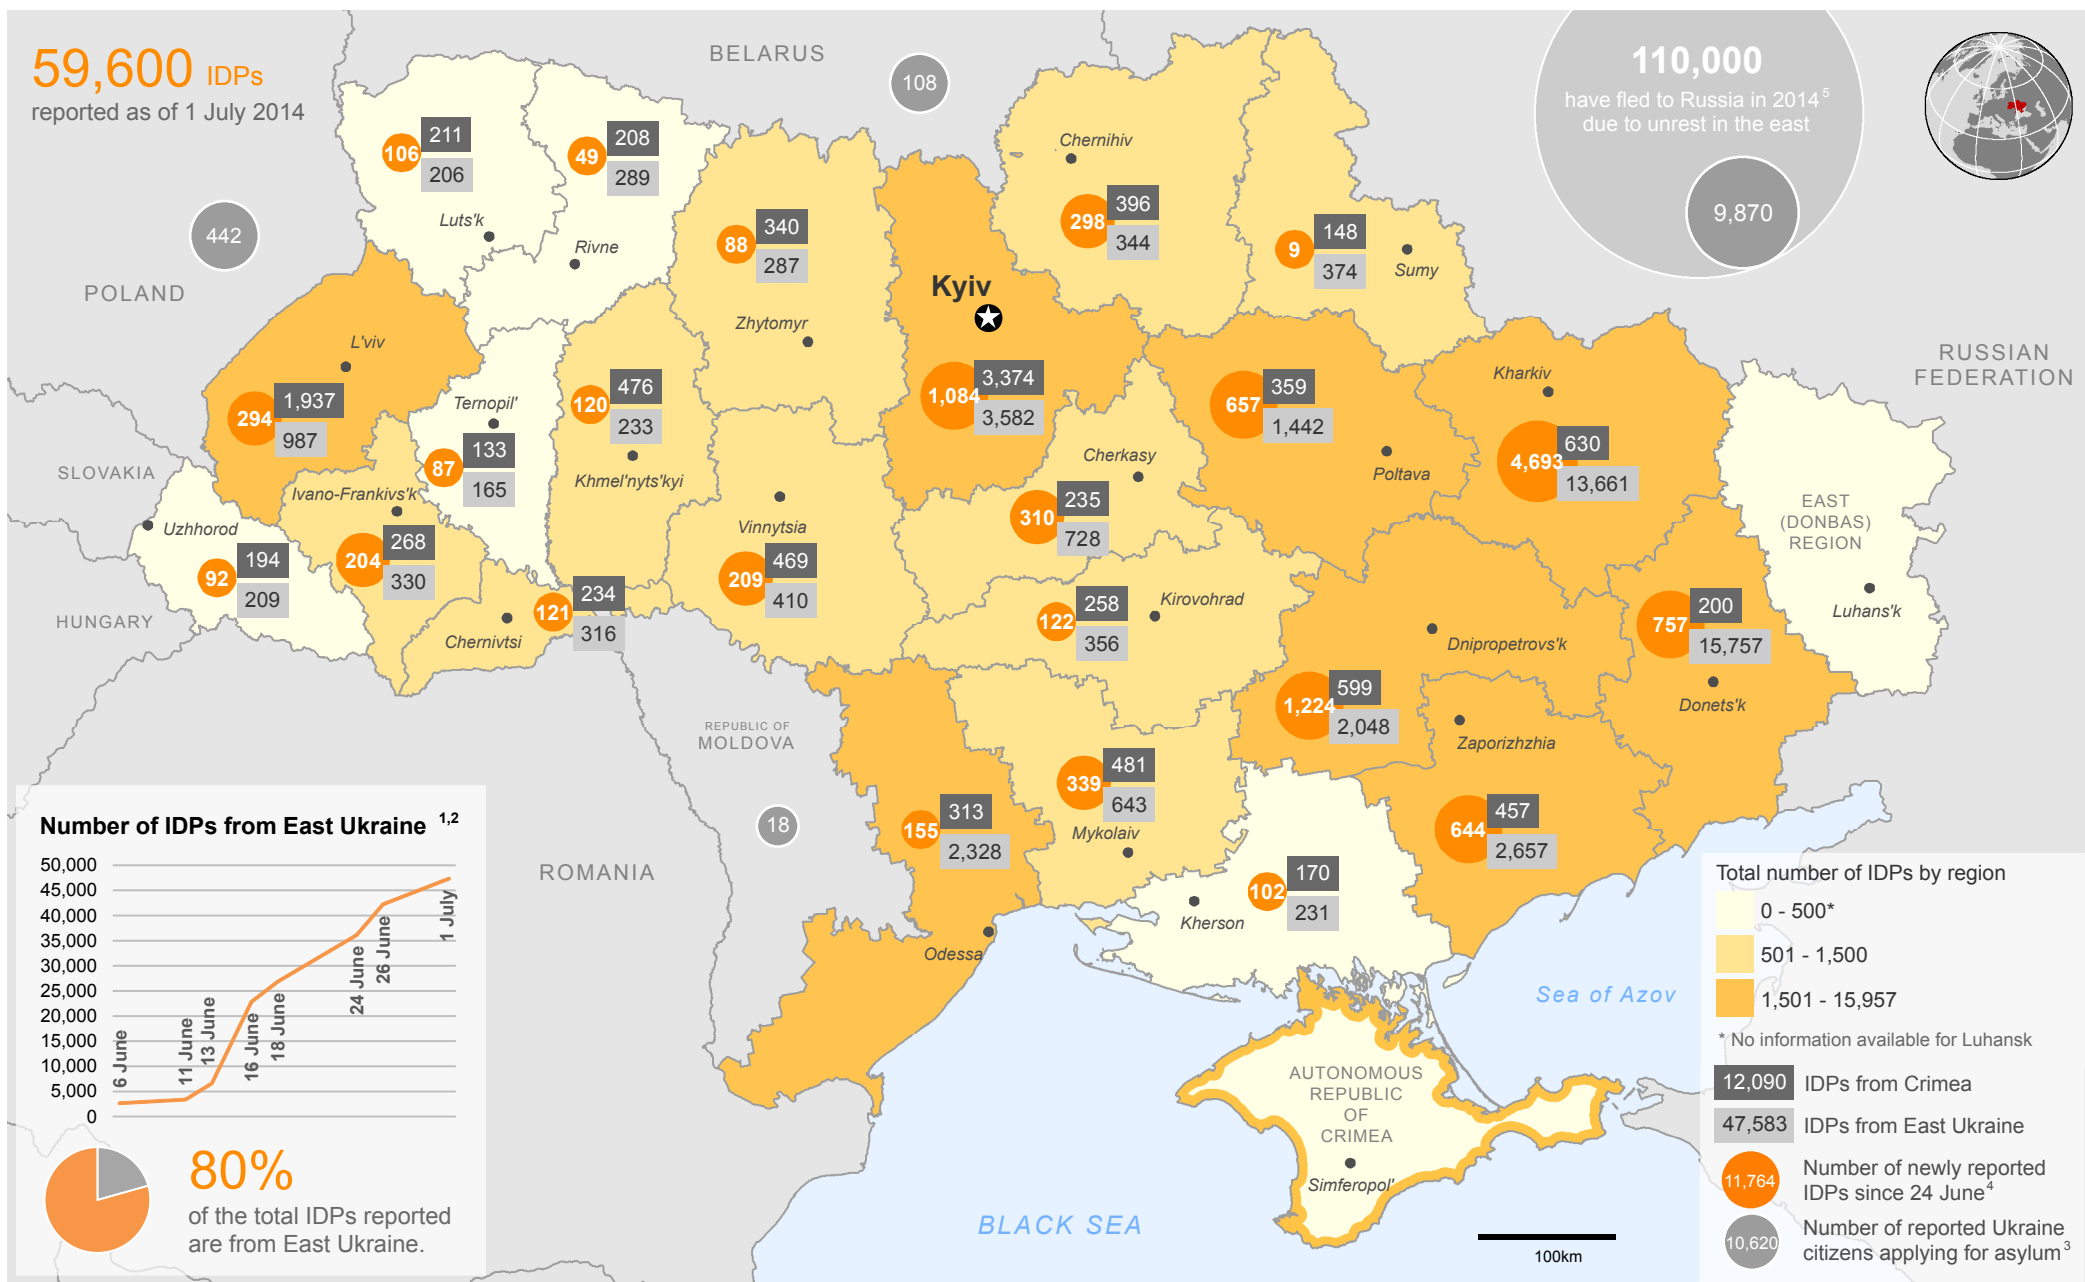 59,600 IDPs
reported as of 1 July 2014
BELARUS
108
110,000
have fled to Russia in 2014 5
due to unrest in the east
9,870
442
POLAND
106
211
206
Luts'k
49
208
289
Rivne
88
340
287
Zhytomyr
Kyiv
1,084
3,374
3,582
Chernihiv
298
396
344
9
148
374
Sumy
RUSSIAN
FEDERATION
L'viv
294
1,937
987
Ternopil'
87
133
165
120
476
233
Khmel'nyts'kyi
Vinnytsia
209
469
410
Cherkasy
310
235
728
657
359
1,442
Poltava
Kharkiv
4,693
630
13,661
EAST
(DONBAS)
REGION
Luhans'k
SLOVAKIA
Uzhhorod
92
194
209
Ivano-Frankivs'k
204
268
330
HUNGARY
Chernivtsi
121
234
316
122
258
356
Kirovohrad
Dnipropetrovs'k
1,224
599
2,048
757
200
15,757
Donets'k
Zaporizhzhia
644
457
2,657
REPUBLIC OF
MOLDOVA
18
ROMANIA
155
313
2,328
Odessa
339
481
643
Mykolaiv
102
170
231
Kherson
Sea of Azov
AUTONOMOUS
REPUBLIC
OF
CRIMEA
Simferopol'
BLACK SEA
100km
Number of IDPs from East Ukraine 1,2
50,000
45,000
40,000
35,000
30,000
25,000
20,000
15,000
10,000
5,000
0
6 June
11 June
13 June
16 June
18 June
24 June
26 June
1 July
80%
of the total IDPs reported
are from East Ukraine.
Total number of IDPs by region
0 - 500*
501 - 1,500
1,501 - 15,957
* No information available for Luhansk
12,090 IDPs from Crimea
47,583 IDPs from East Ukraine
11,764 Number of newly reported
IDPs since 24 June 4
10,620 Number of reported Ukraine
citizens applying for asylum 3